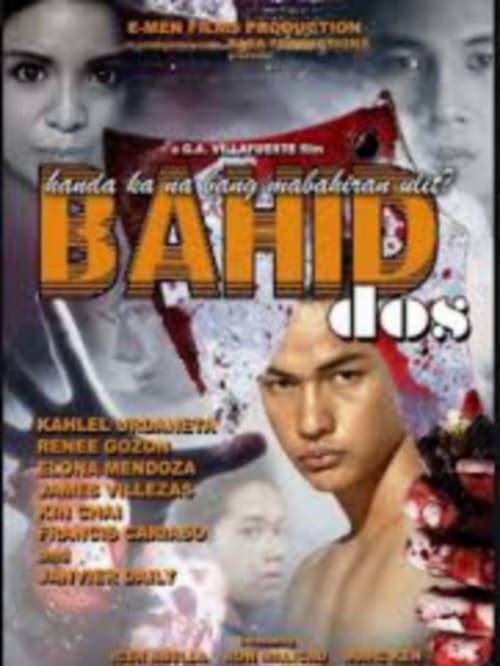 E-MEN FILMS PRODUCTION
a G.A. VILLAFUERTE film
handa ka na bang mabahiran ulit?
BAHID
dos
KAHLEL URDANETA
RENEE GOZON
ELONA MENDOZA
JAMES VILLEZAS
KIN CHAI
FRANCIS CARIASO
and
JANVIER DAILY